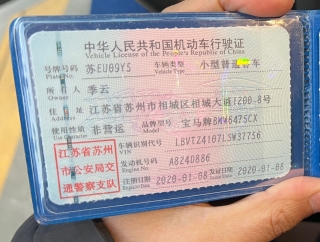 中华人民共和国机动车行驶证
Vehicle License of the People's Republic of China
号牌号码 苏EU09Y5 车辆类型 小型普通客车
Plate No. Vehicle Type
所有人 季云
Owner
住址 江苏省苏州市相城区相城大道1200-8号
Address
使用性质 非营运 品牌型号 宝马牌BMW6475CX
江苏省苏州市公安局交通警察支队
车辆识别代号 LBVTZ4107LSW37756
VIN
发动机号码 A8Z4D886
Engine No.
注册日期 2020-01-08 发证日期 2020-01-08